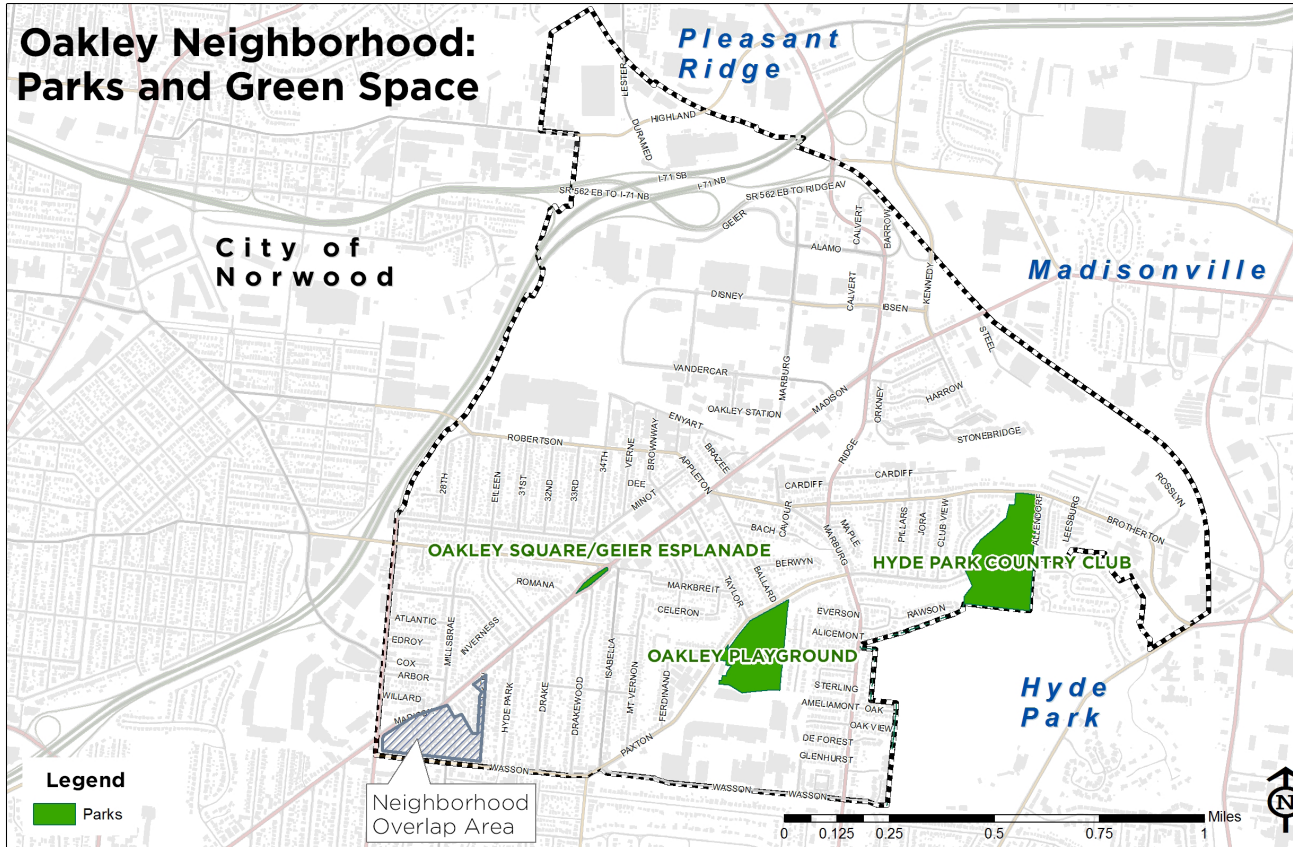 Oakley Neighborhood:
Parks and Green Space
Pleasant
Ridge
City of
Norwood
Madisonville
Hyde
Park
LESTER
DURAMED
HIGHLAND
I-71 SB
I-71 NB
SR 562 EB TO I-71 NB
SR 562 EB TO RIDGEAV
GEIER
CALVERT
BARROW
ALAMO
KENNEDY
CALVERT
DISNEY
IBSEN
STEEL
VANDERCAR
MARBURG
MADISON
OAKLEY STATION
ORKNEY
HARROW
ENYART
BRAZEE
STONEBRIDGE
ROBERTSON
34TH
VERNE
BROWNWAY
APPLETON
RIDGE
28TH
EILEEN
31ST
32ND
33RD
DEE
MINOT
CARDIFF
CARDIFF
ROSSLYN
BACH
CAVOUR
MARBURG
MAPLE
PILLARS
JORA
CLUB VIEW
ALLENDORF
LEESBURG
BROTHERTON
OAKLEY SQUARE/GEIER ESPLANADE
HYDE PARK COUNTRY CLUB
BERWYN
ROMANA
MARKBREIT
TAYLOR
BALLARD
CELERON
EVERSON
RAWSON
ALICEMONT
ATLANTIC
MILLSBRAE
INVERNESS
EDROY
COX
ARBOR
WILLARD
OAKLEY PLAYGROUND
ISABELLA
MT VERNON
FERDINAND
HYDE PARK
DRAKE
DRAKEWOOD
STERLING
AMELIAMONT
OAK
OAK VIEW
DE FOREST
GLENHURST
PAXTON
WASSON
WASSON
WASSON
Neighborhood
Overlap Area
Legend
Parks
N
Miles
0 0.125 0.25 0.5 0.75 1